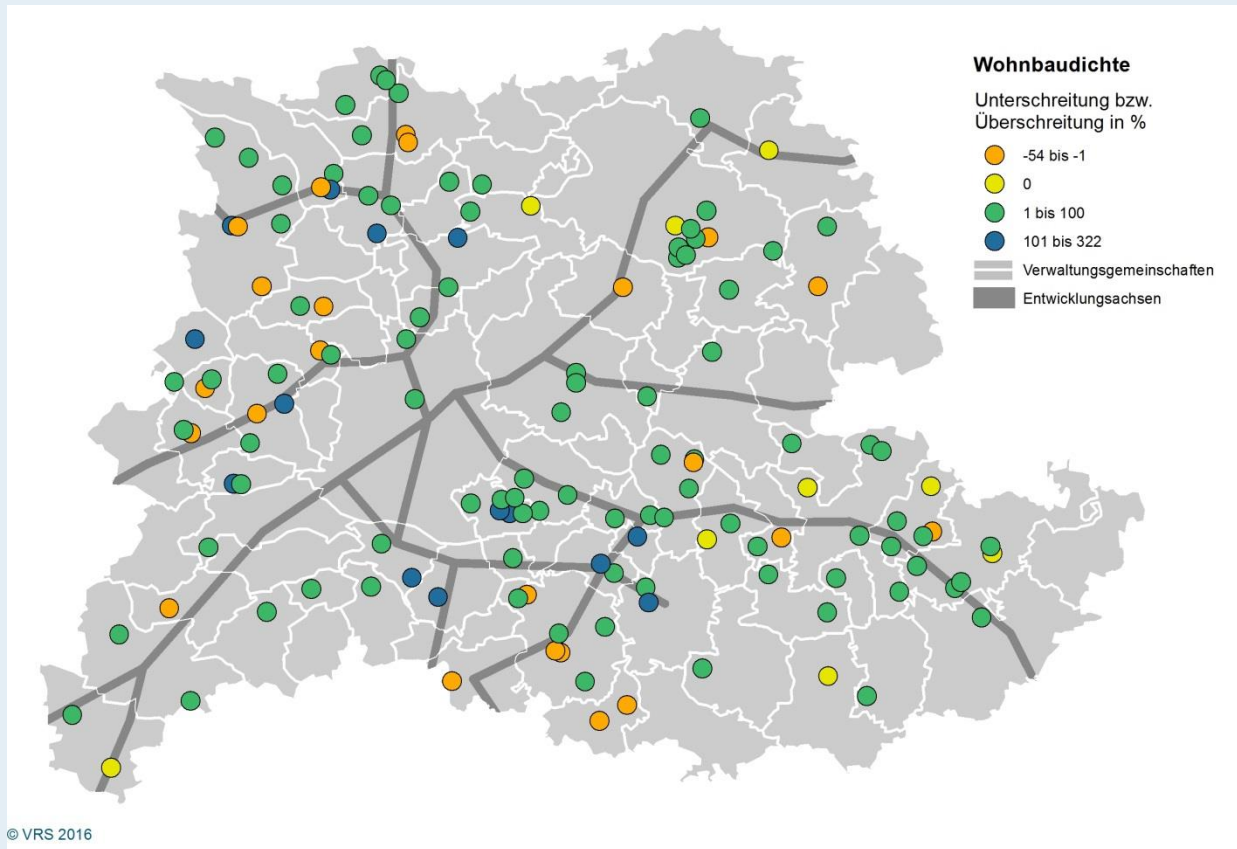 Wohnbaudichte
Unterschreitung bzw.
Überschreitung in %
-54 bis -1
0
1 bis 100
101 bis 322
Verwaltungsgemeinschaften
Entwicklungsachsen
© VRS 2016